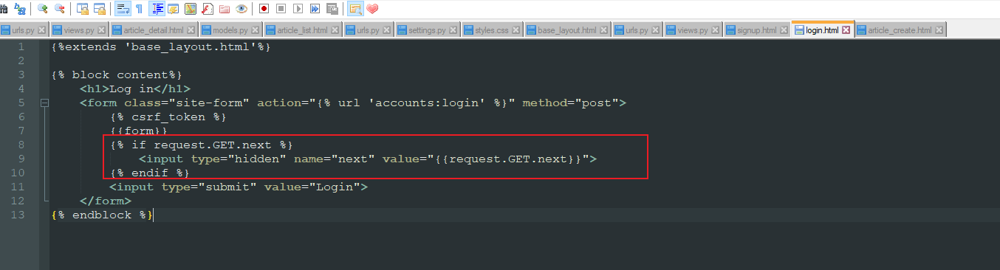 urls.py views.py article_detail.html models.py article_list.html urls.py settings.py styles.css base_layout.html urls.py views.py signup.html login.html article_create.html
1 {%extends 'base_layout.html'%}
2
3 {% block content%}
4 <h1>Log in</h1>
5 <form class="site-form" action="{% url 'accounts:login' %}" method="post">
6 {% csrf_token %}
7 {{form}}
8 {% if request.GET.next %}
9 <input type="hidden" name="next" value="{{request.GET.next}}">
10 {% endif %}
11 <input type="submit" value="Login">
12 </form>
13 {% endblock %}